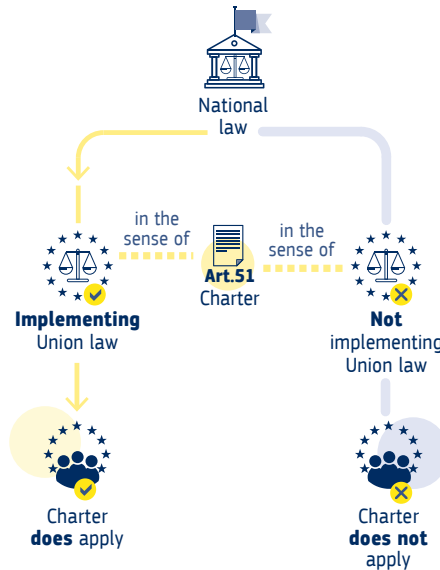 National
law
in the
sense of
Art.51
Charter
in the
sense of
Implementing
Union law
Not
implementing
Union law
Charter
does apply
Charter
does not
apply